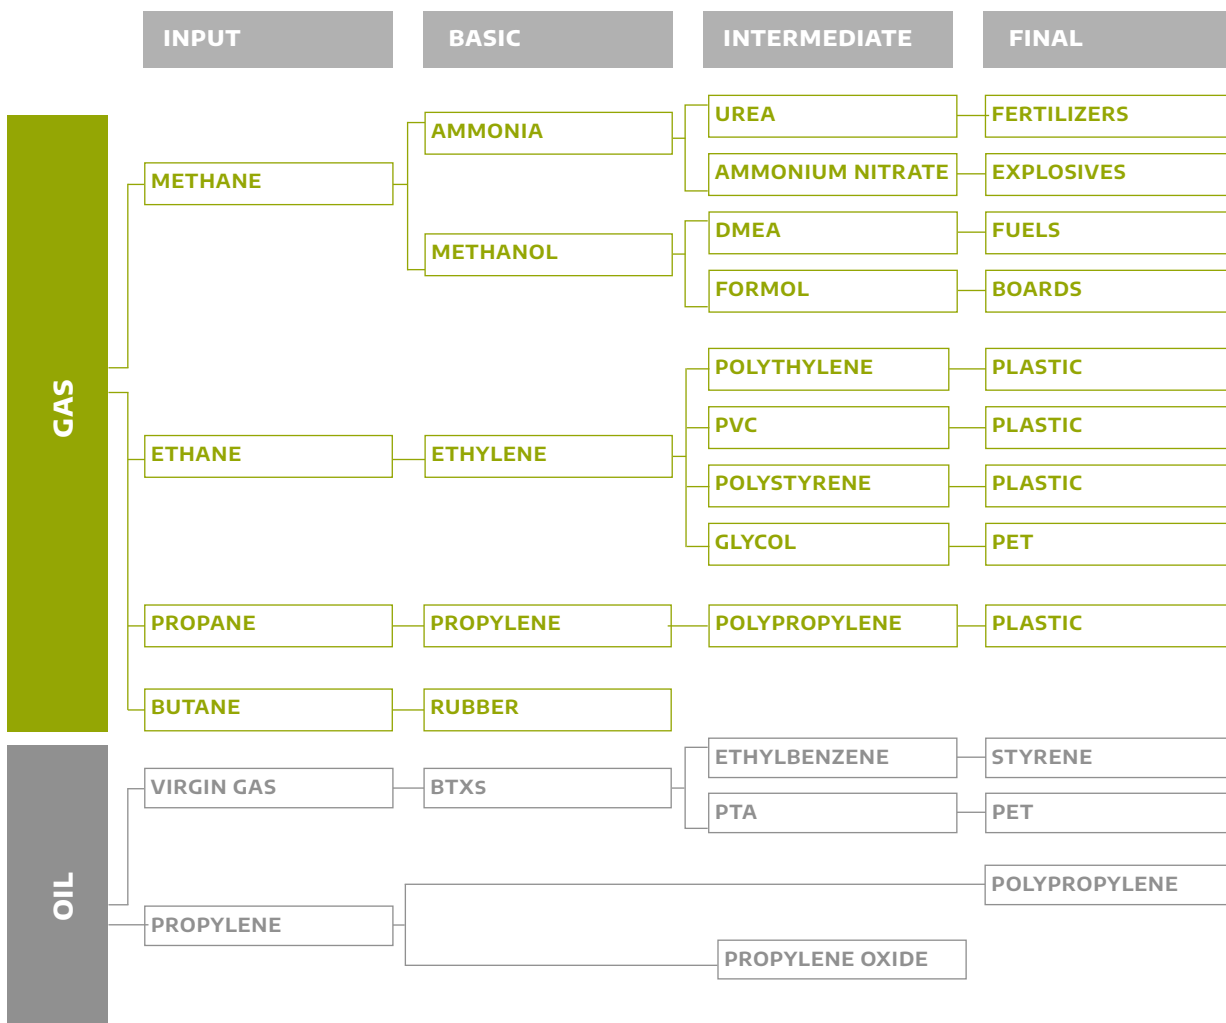 INPUT
BASIC
INTERMEDIATE
FINAL
GAS
METHANE
AMMONIA
UREA
FERTILIZERS
AMMONIUM NITRATE
EXPLOSIVES
METHANOL
DMEA
FUELS
FORMOL
BOARDS
ETHANE
ETHYLENE
POLYTHYLENE
PLASTIC
PVC
PLASTIC
POLYSTYRENE
PLASTIC
GLYCOL
PET
PROPANE
PROPYLENE
POLYPROPYLENE
PLASTIC
BUTANE
RUBBER
OIL
VIRGIN GAS
BTXs
ETHYLBENZENE
STYRENE
PTA
PET
PROPYLENE
POLYPROPYLENE
PROPYLENE OXIDE